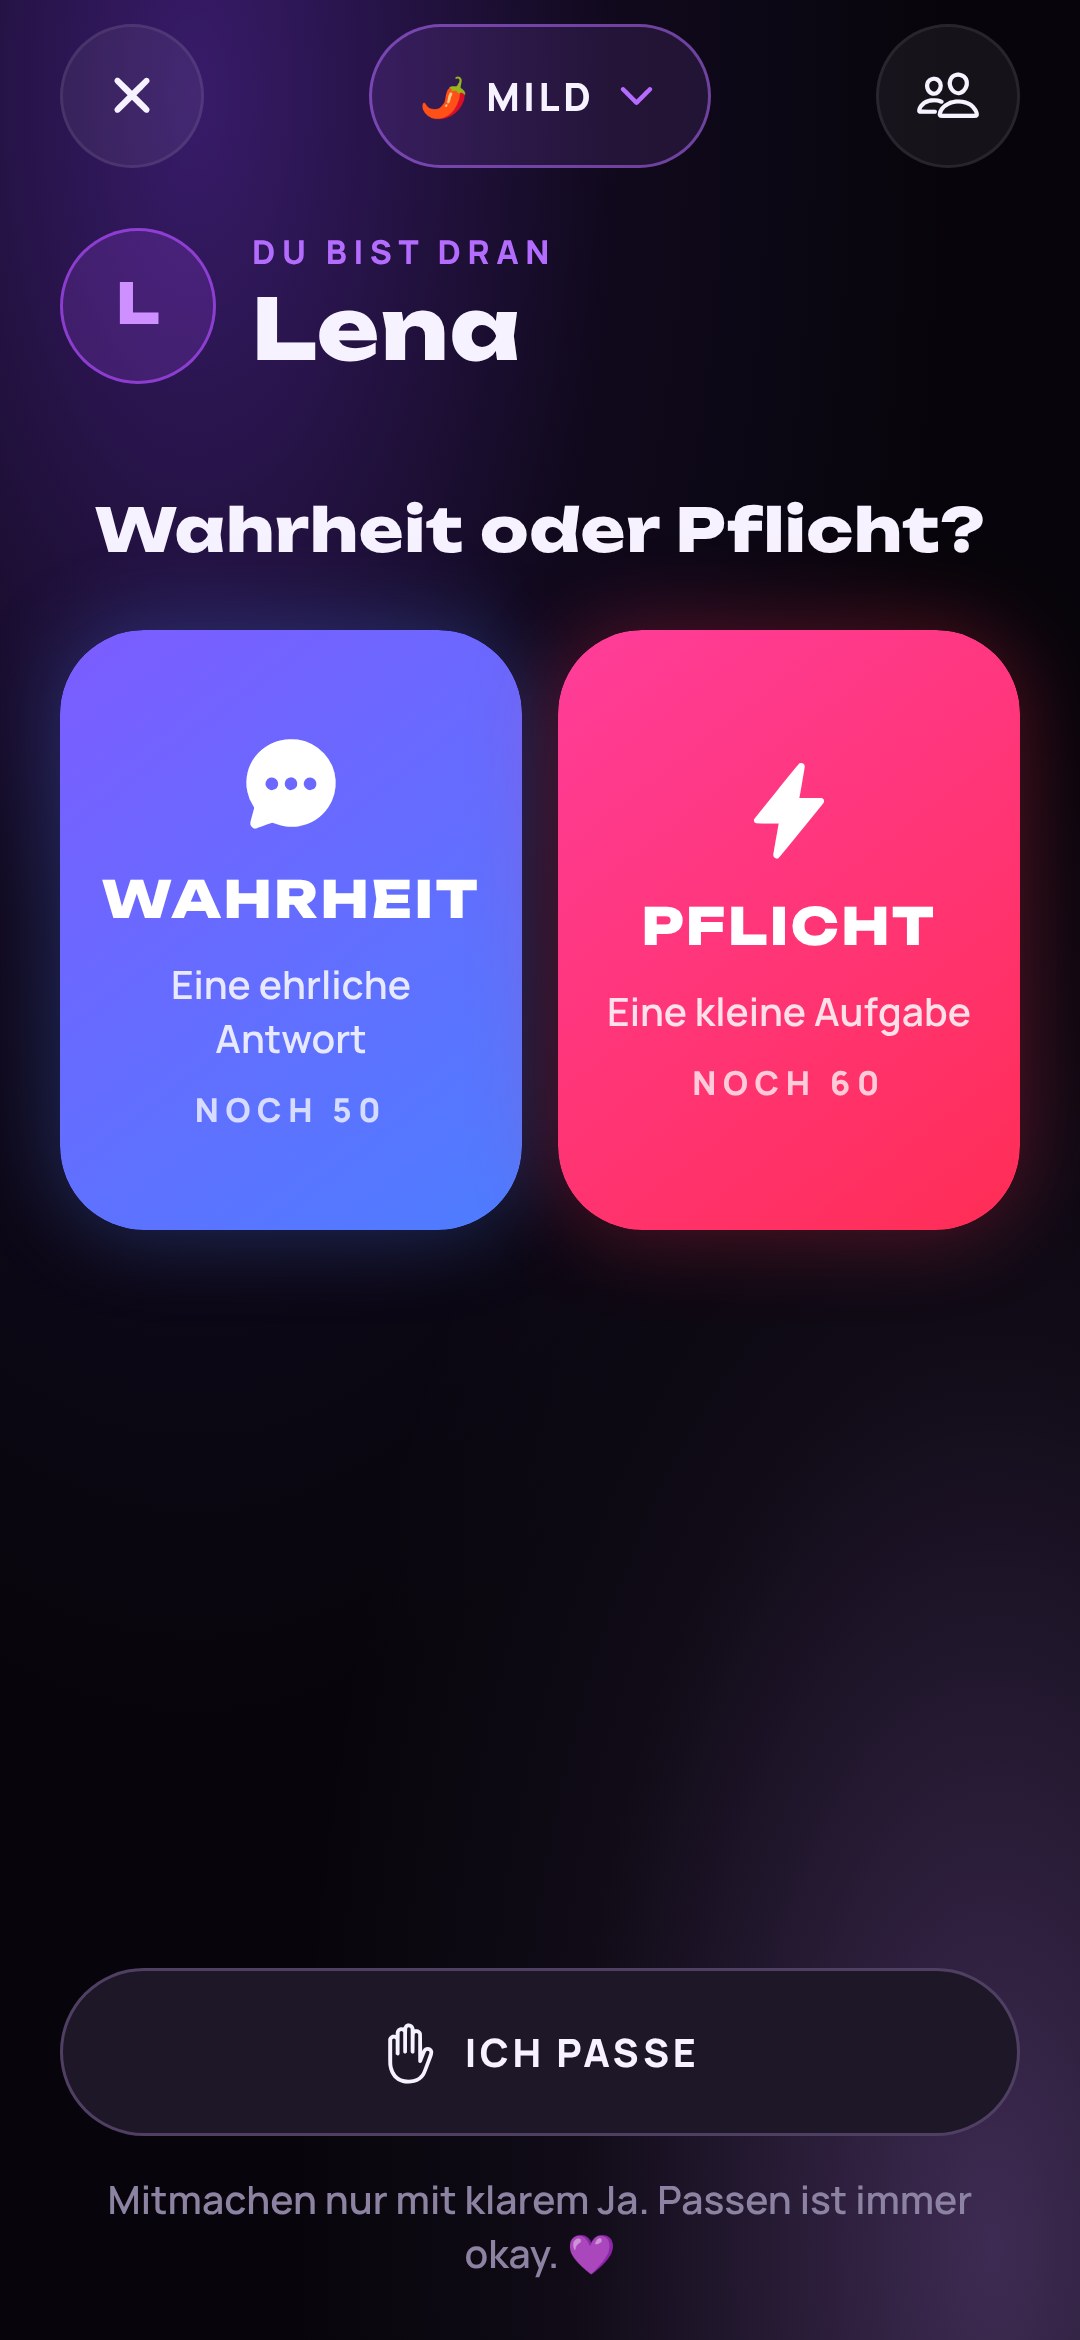 🌶️ MILD
L
DU BIST DRAN
Lena
Wahrheit oder Pflicht?
WAHRHEIT
Eine ehrliche
Antwort
NOCH 50
PFLICHT
Eine kleine Aufgabe
NOCH 60
ICH PASSE
Mitmachen nur mit klarem Ja. Passen ist immer
okay. 💜